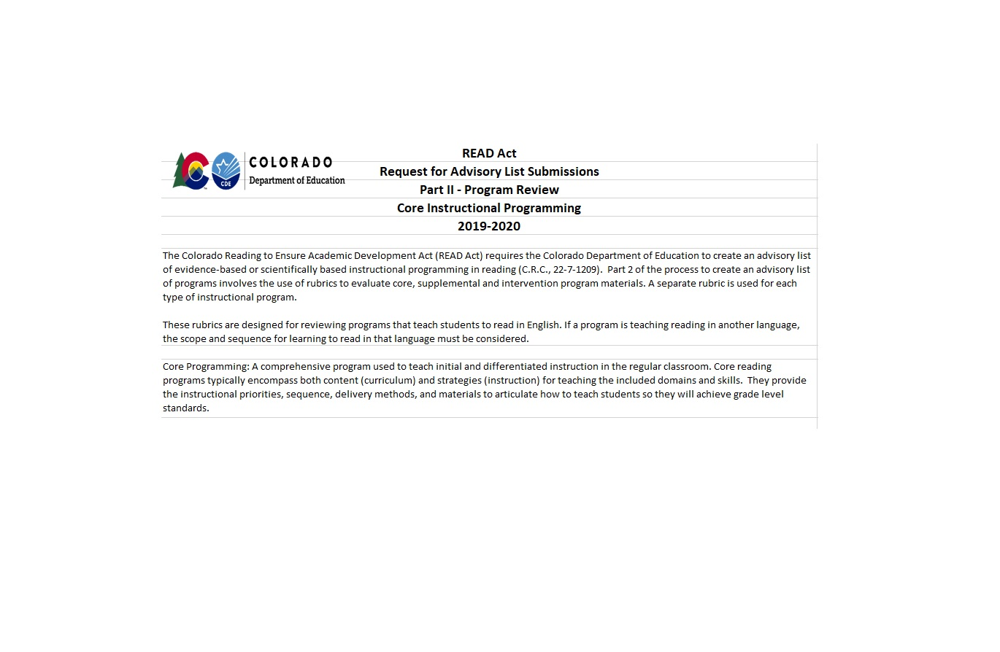 READ Act
COLORADO
Department of Education
CDE
Request for Advisory List Submissions
Part II - Program Review
Core Instructional Programming
2019-2020
The Colorado Reading to Ensure Academic Development Act (READ Act) requires the Colorado Department of Education to create an advisory list
of evidence-based or scientifically based instructional programming in reading (C.R.C., 22-7-1209).  Part 2 of the process to create an advisory list
of programs involves the use of rubrics to evaluate core, supplemental and intervention program materials. A separate rubric is used for each
type of instructional program.
These rubrics are designed for reviewing programs that teach students to read in English. If a program is teaching reading in another language,
the scope and sequence for learning to read in that language must be considered.
Core Programming: A comprehensive program used to teach initial and differentiated instruction in the regular classroom. Core reading
programs typically encompass both content (curriculum) and strategies (instruction) for teaching the included domains and skills.  They provide
the instructional priorities, sequence, delivery methods, and materials to articulate how to teach students so they will achieve grade level
standards.